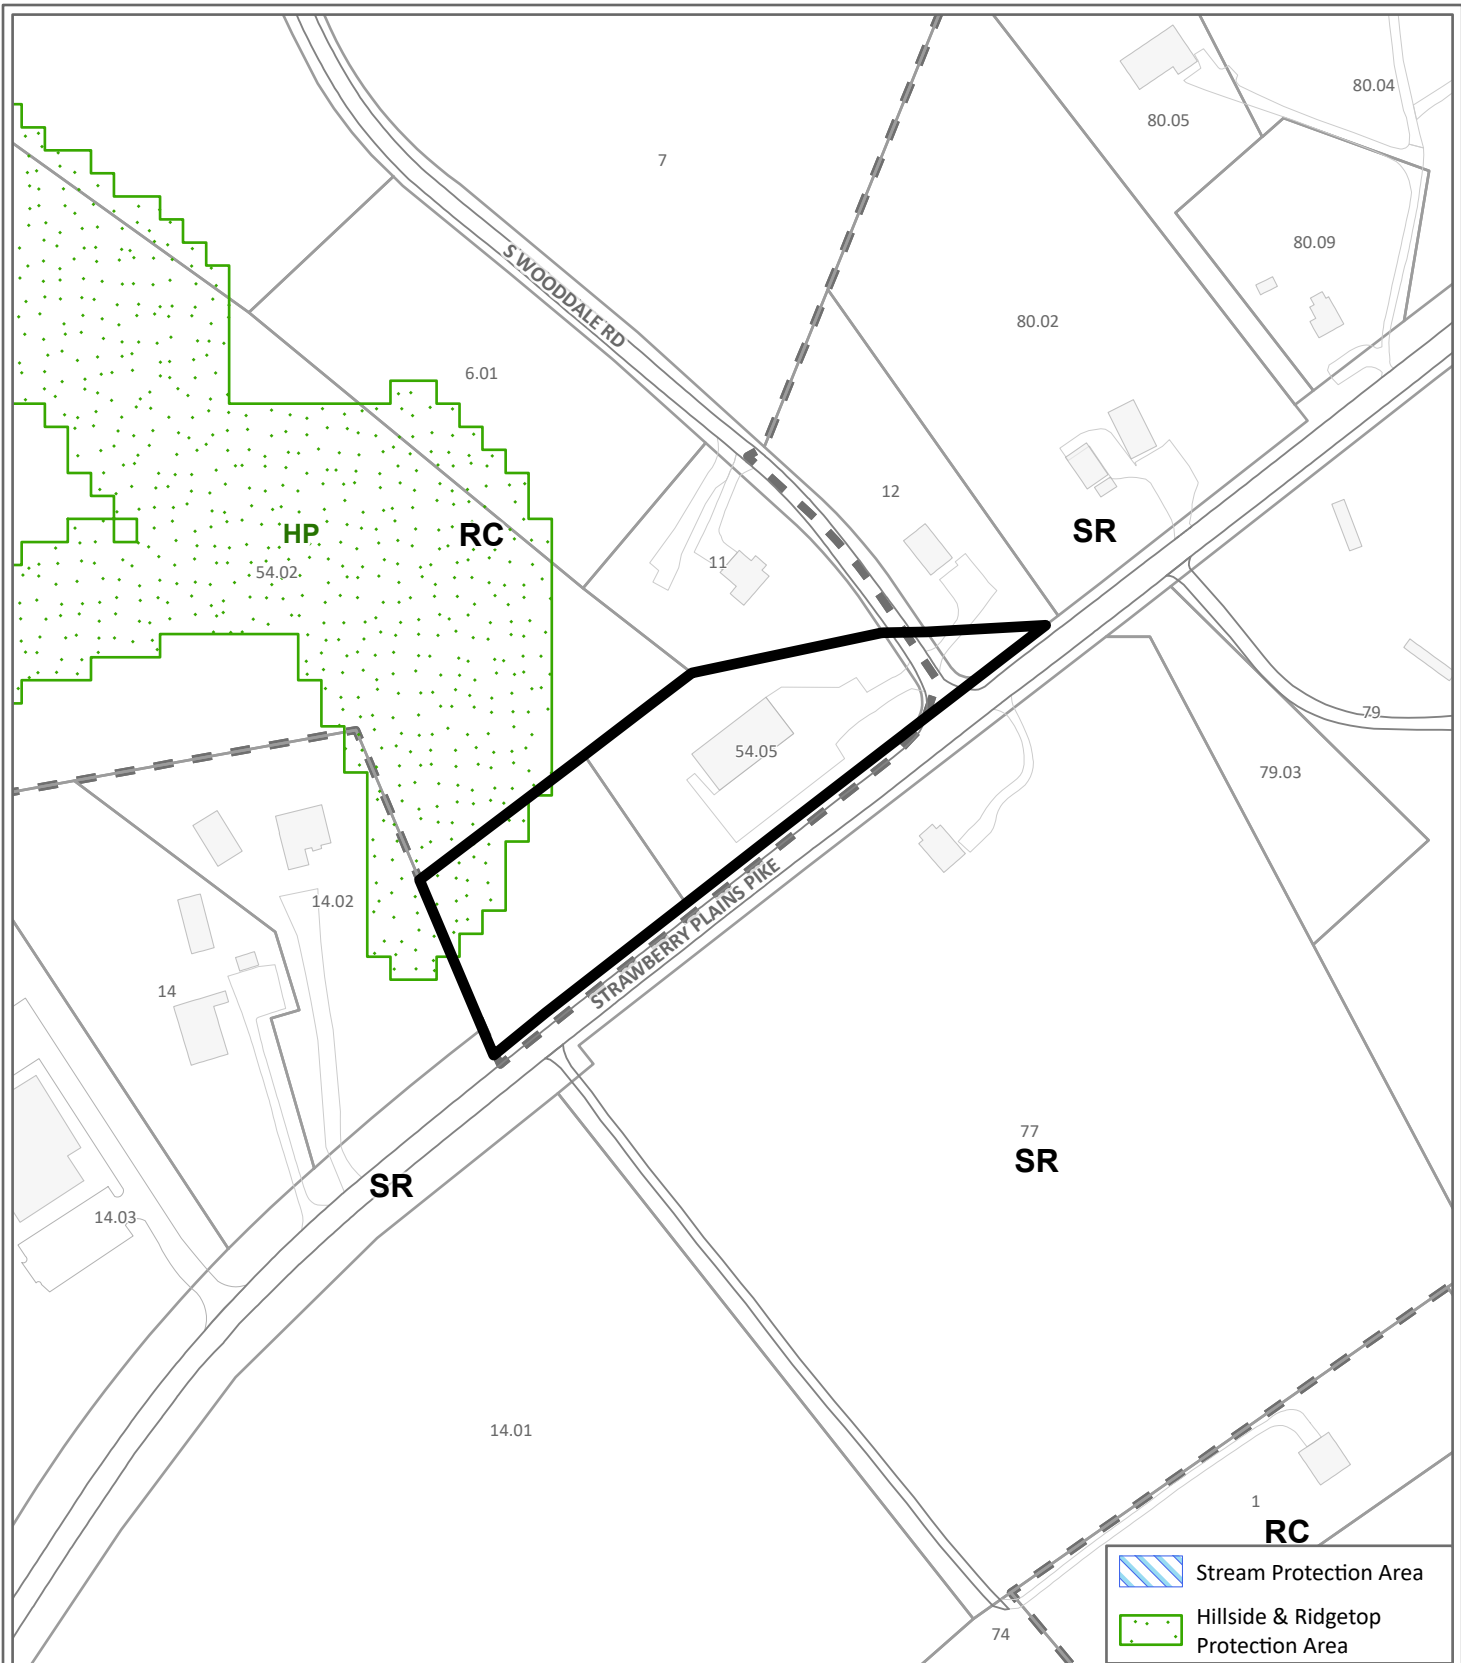 80.04
80.05
7
S WOODDALE RD
80.09
80.02
6.01
12
HP
RC
SR
54.02
11
79
54.05
79.03
14.02
STRAWBERRY PLAINS PIKE
14
77
SR
SR
14.03
14.01
1
RC
74
Stream Protection Area
Hillside & Ridgetop
Protection Area